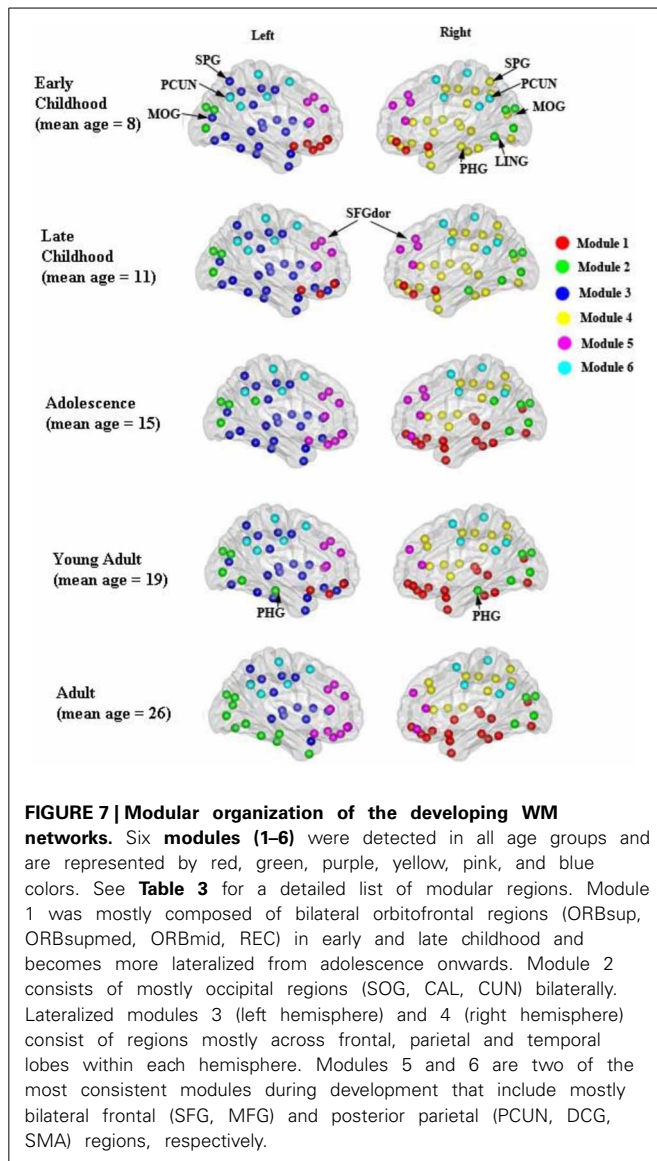 Left
Right
SPG
SPG
Early
Childhood
(mean age = 8)
PCUN
PCUN
MOG
MOG
PHG
LING
SFGdor
Late
Childhood
(mean age = 11)
Module 1
Module 2
Module 3
Module 4
Module 5
Module 6
Adolescence
(mean age = 15)
Young Adult
(mean age = 19)
PHG
PHG
Adult
(mean age = 26)
FIGURE 7 | Modular organization of the developing WM
networks. Six modules (1–6) were detected in all age groups and
are represented by red, green, purple, yellow, pink, and blue
colors. See Table 3 for a detailed list of modular regions. Module
1 was mostly composed of bilateral orbitofrontal regions (ORBsup,
ORBsupmed, ORBmid, REC) in early and late childhood and
becomes more lateralized from adolescence onwards. Module 2
consists of mostly occipital regions (SOG, CAL, CUN) bilaterally.
Lateralized modules 3 (left hemisphere) and 4 (right hemisphere)
consist of regions mostly across frontal, parietal and temporal
lobes within each hemisphere. Modules 5 and 6 are two of the
most consistent modules during development that include mostly
bilateral frontal (SFG, MFG) and posterior parietal (PCUN, DCG,
SMA) regions, respectively.